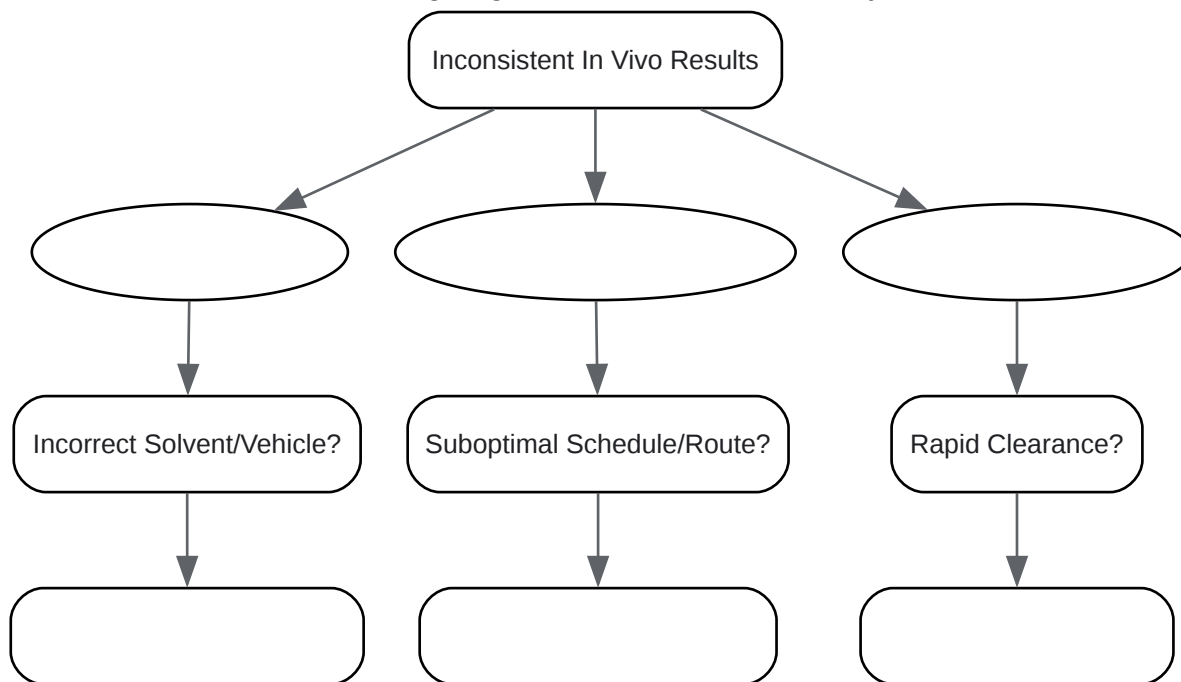 Inconsistent In Vivo Results
Incorrect Solvent/Vehicle?
Suboptimal Schedule/Route?
Rapid Clearance?